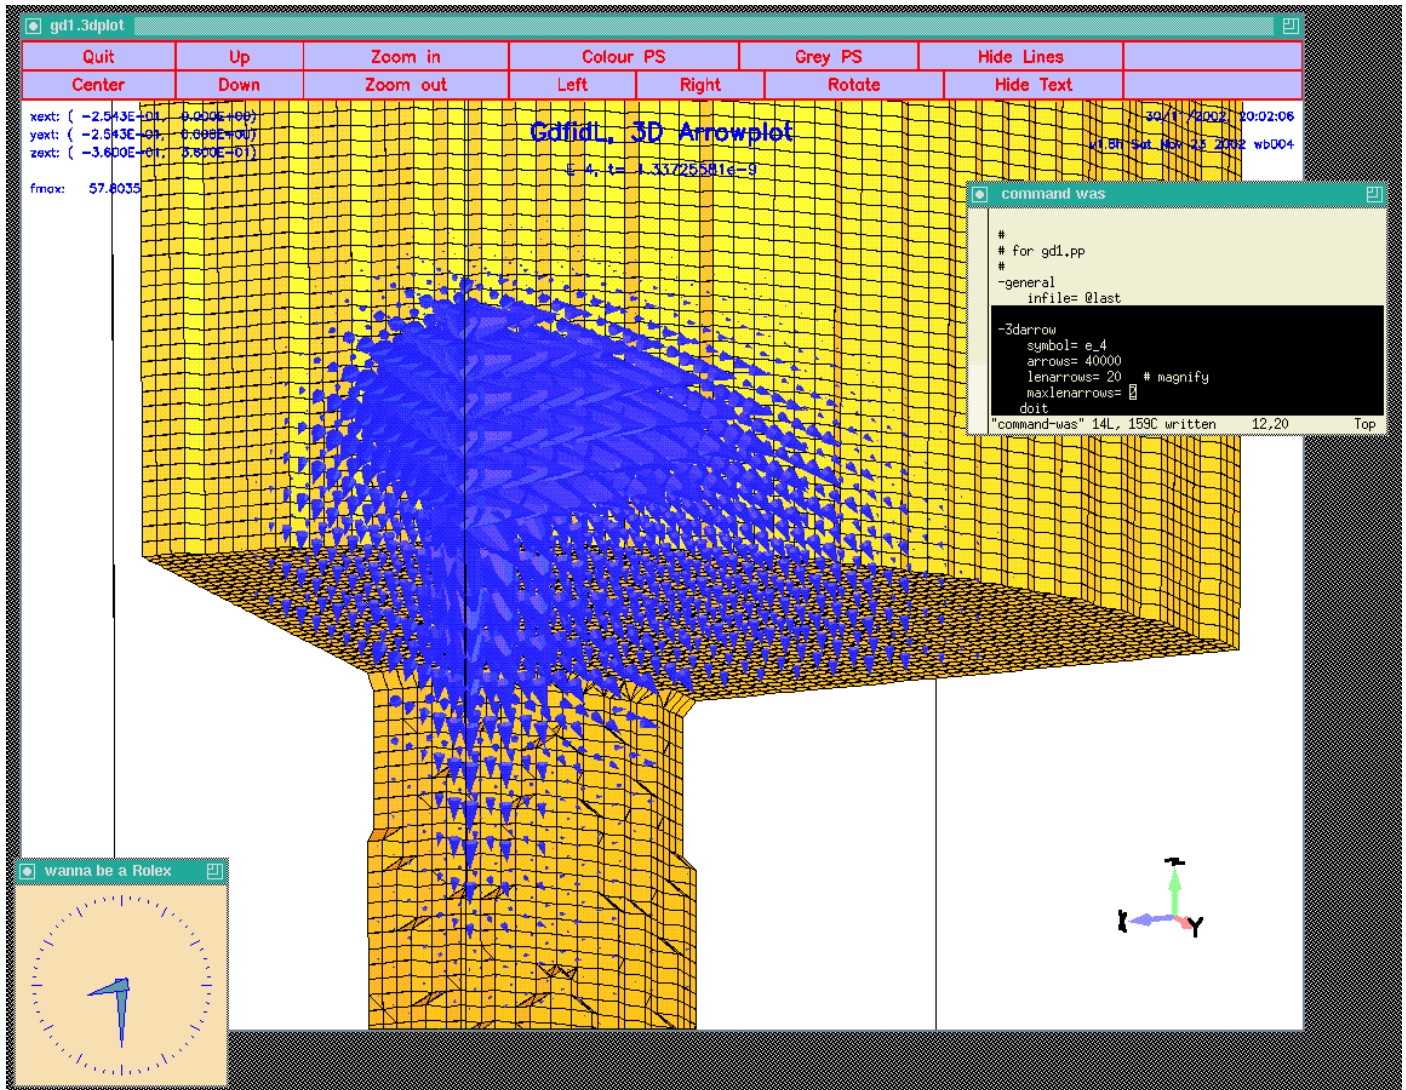 gd1.3dplot
Quit Up Zoom in Colour PS Grey PS Hide Lines
Center Down Zoom out Left Right Rotate Hide Text
xext: ( -2.543E-01, 0.000E+00)
yext: ( -2.543E-01, 0.000E+00)
zext: ( -3.600E-01, 3.600E-01)
fmax: 57.8035
GdfidL, 3D Arrowplot
E 4, t= 1.33725581e-9
20:02:06
v1.8h Sat Nov 23 2002 wb004
command was
#
# for gd1.pp
#
-general
infile= @last
-3darrow
symbol= e_4
arrows= 40000
lenarrows= 20 # magnify
maxlenarrows= 2
doit
"command-was" 14L, 159C written 12,20 Top
wanna be a Rolex
Z
X
Y